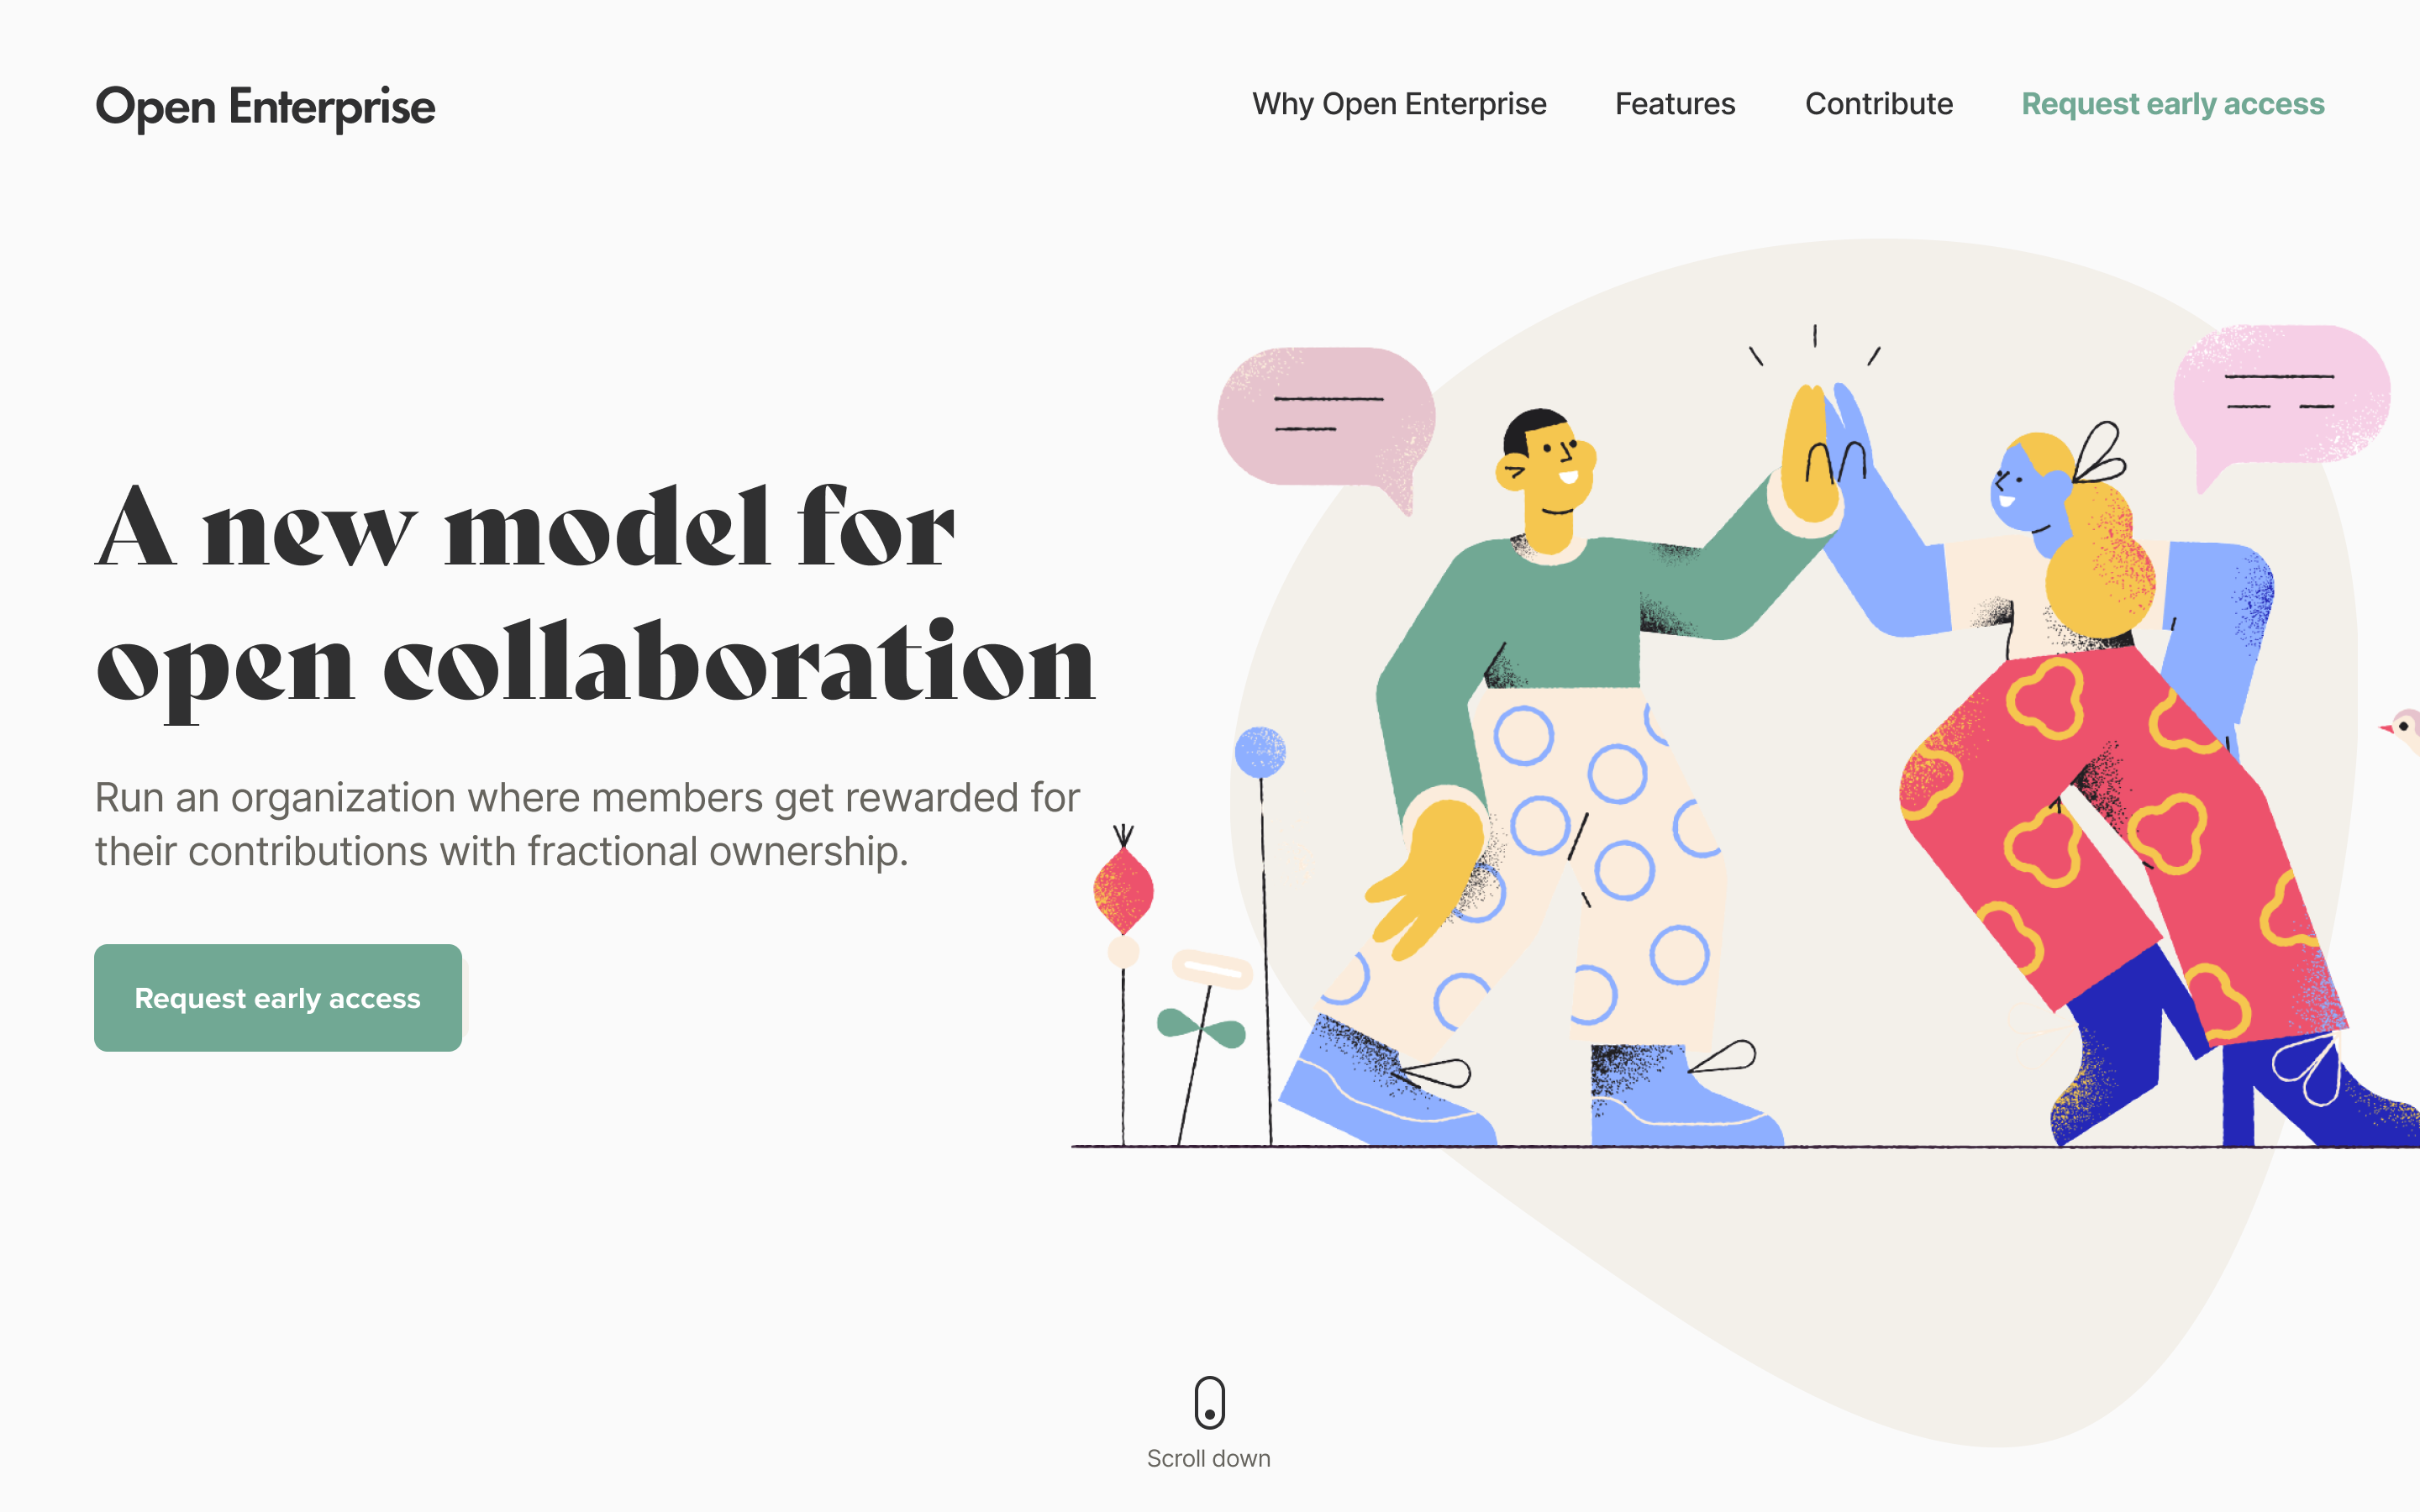 Open Enterprise
Why Open Enterprise
Features
Contribute
Request early access
A new model for
open collaboration
Run an organization where members get rewarded for
their contributions with fractional ownership.
Request early access
Scroll down